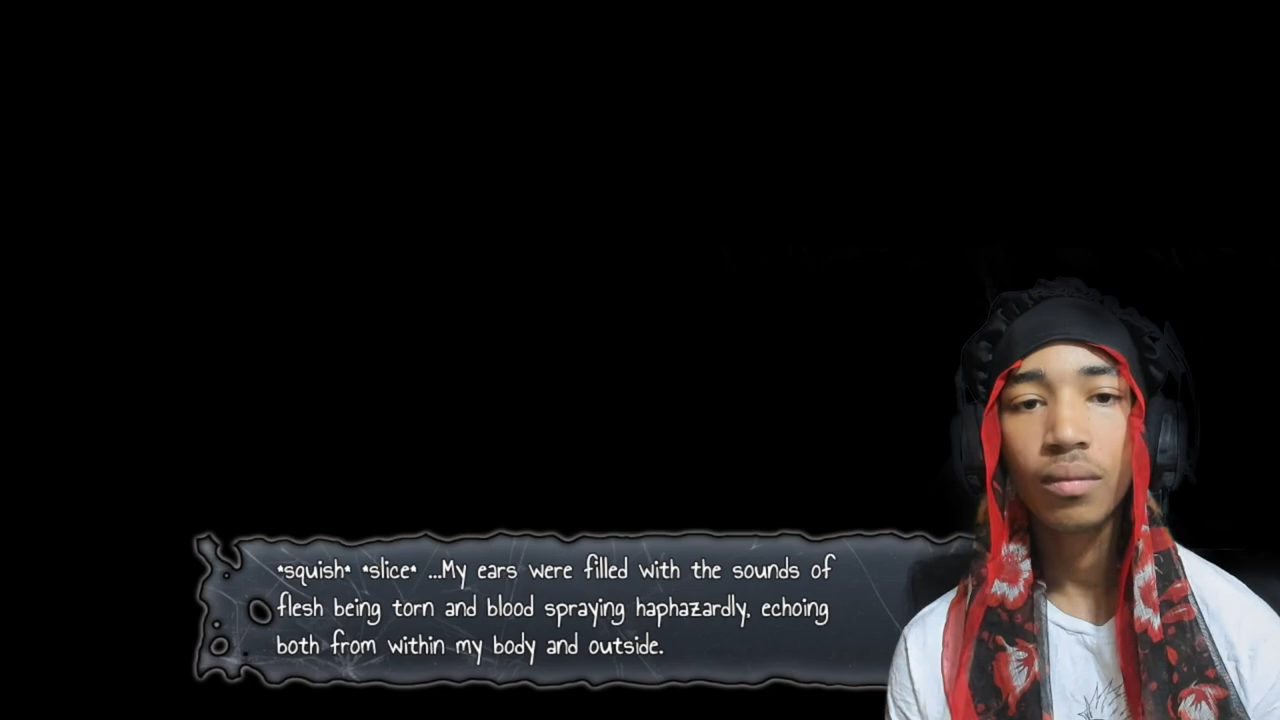 *squish* *slice* ...My ears were filled with the sounds of
flesh being torn and blood spraying haphazardly, echoing
both from within my body and outside.